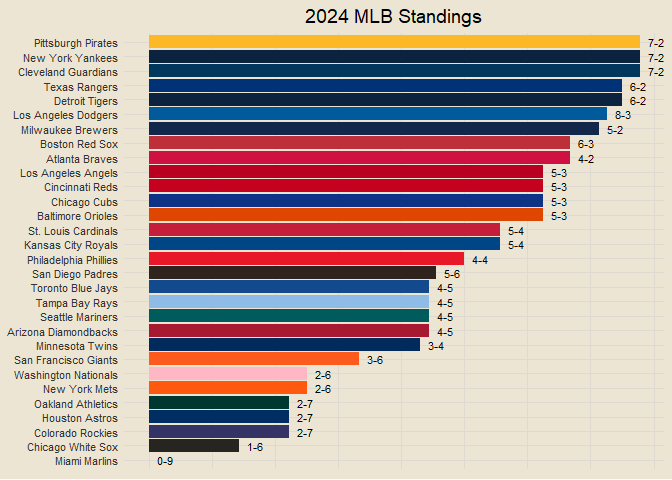 2024 MLB Standings
Pittsburgh Pirates 7-2
New York Yankees 7-2
Cleveland Guardians 7-2
Texas Rangers 6-2
Detroit Tigers 6-2
Los Angeles Dodgers 8-3
Milwaukee Brewers 5-2
Boston Red Sox 6-3
Atlanta Braves 4-2
Los Angeles Angels 5-3
Cincinnati Reds 5-3
Chicago Cubs 5-3
Baltimore Orioles 5-3
St. Louis Cardinals 5-4
Kansas City Royals 5-4
Philadelphia Phillies 4-4
San Diego Padres 5-6
Toronto Blue Jays 4-5
Tampa Bay Rays 4-5
Seattle Mariners 4-5
Arizona Diamondbacks 4-5
Minnesota Twins 3-4
San Francisco Giants 3-6
Washington Nationals 2-6
New York Mets 2-6
Oakland Athletics 2-7
Houston Astros 2-7
Colorado Rockies 2-7
Chicago White Sox 1-6
Miami Marlins 0-9